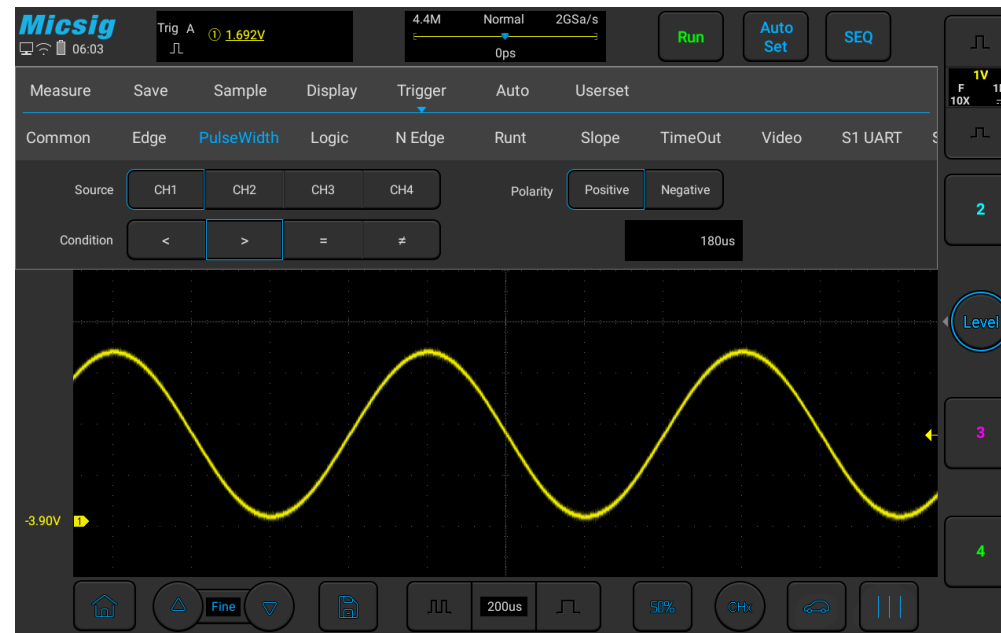 Micsig
06:03
Trig A ① 1.692V
4.4M Normal 2GSa/s
0ps
Run
Auto Set
SEQ
Measure Save Sample Display Trigger Auto Userset
Common Edge PulseWidth Logic N Edge Runt Slope TimeOut Video S1 UART
Source CH1 CH2 CH3 CH4 Polarity Positive Negative
Condition < > = ≠ 180us
1V
F
10X
2
Level
3
4
-3.90V 1
Fine
200us
50%
CHx